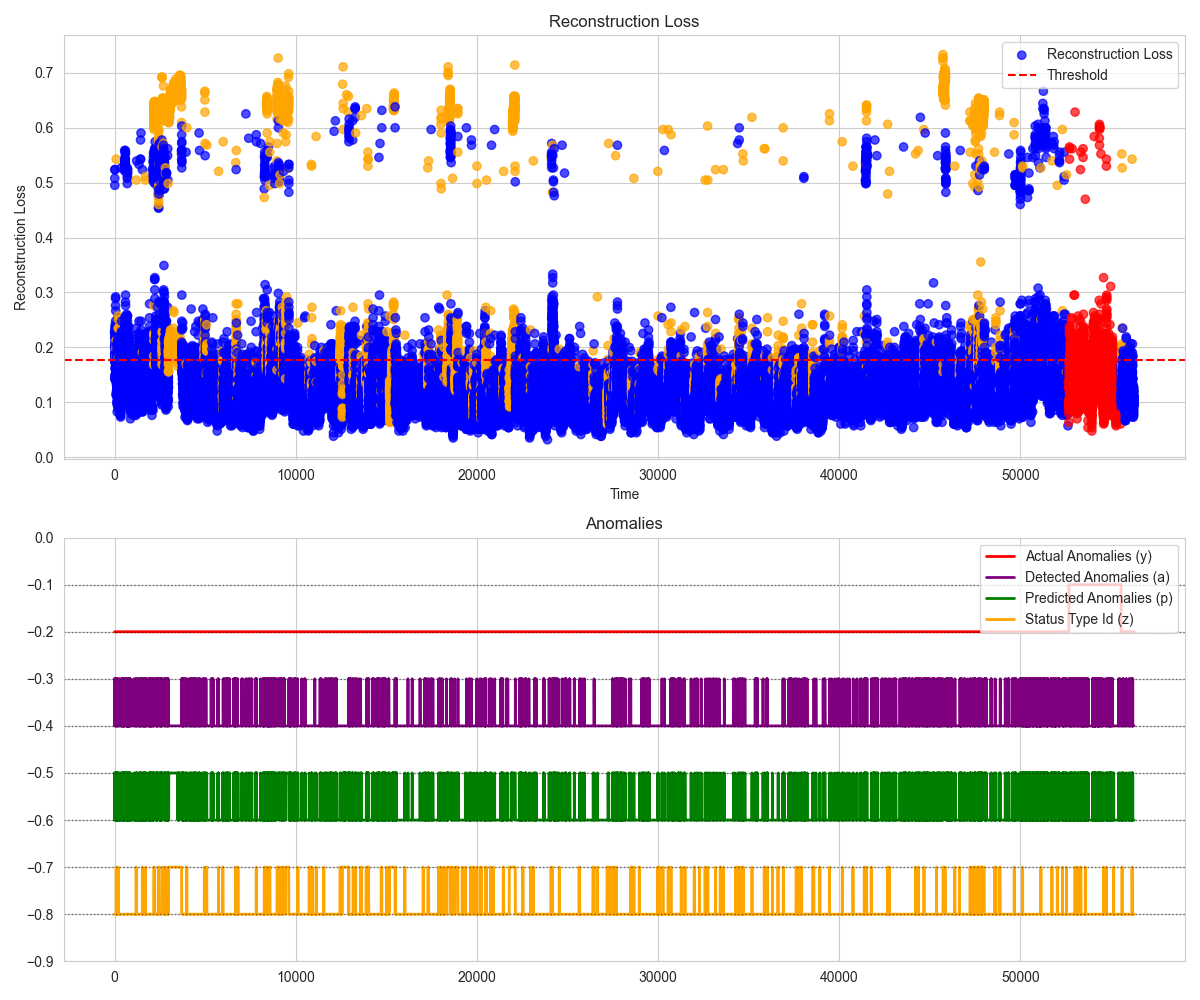 Reconstruction Loss
Reconstruction Loss
Threshold
Reconstruction Loss
0.7
0.6
0.5
0.4
0.3
0.2
0.1
0.0
0 10000 20000 30000 40000 50000
Time
Anomalies
Actual Anomalies (y)
Detected Anomalies (a)
Predicted Anomalies (p)
Status Type Id (z)
0.0
−0.1
−0.2
−0.3
−0.4
−0.5
−0.6
−0.7
−0.8
−0.9
0 10000 20000 30000 40000 50000